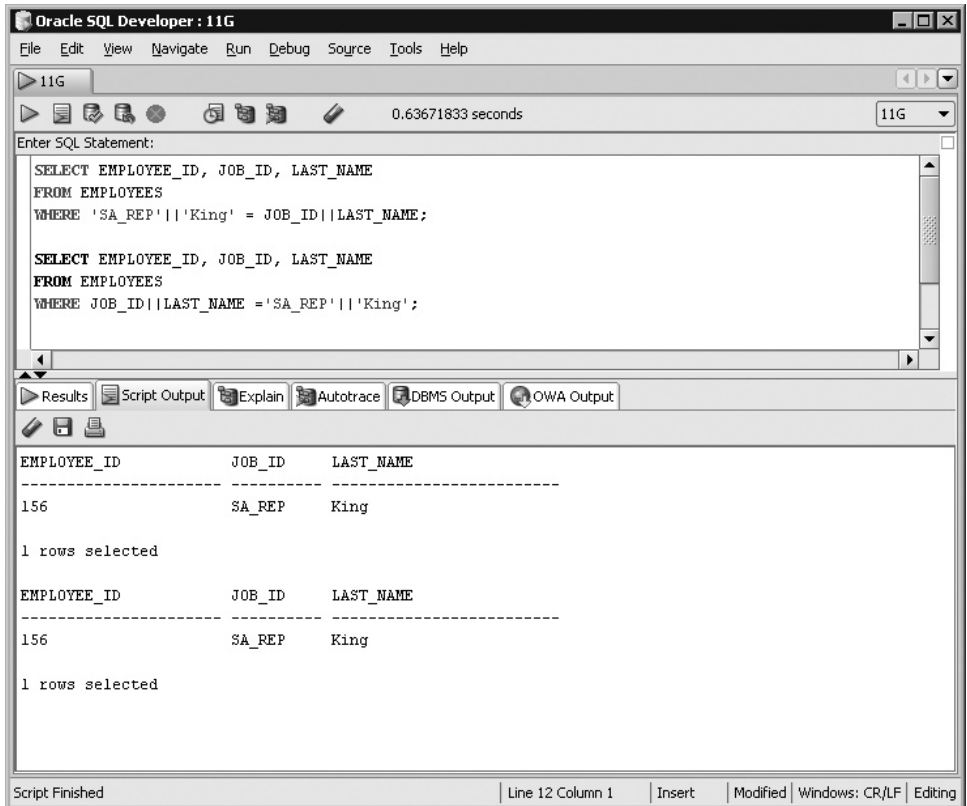 Oracle SQL Developer : 11G
File Edit View Navigate Run Debug Source Tools Help
11G
0.63671833 seconds 11G
Enter SQL Statement:
SELECT EMPLOYEE_ID, JOB_ID, LAST_NAME
FROM EMPLOYEES
WHERE 'SA_REP'||'King' = JOB_ID||LAST_NAME;
SELECT EMPLOYEE_ID, JOB_ID, LAST_NAME
FROM EMPLOYEES
WHERE JOB_ID||LAST_NAME ='SA_REP'||'King';
Results Script Output Explain Autotrace DBMS Output OWA Output
EMPLOYEE_ID JOB_ID LAST_NAME
---------------------- ---------- -------------------------
156 SA_REP King
1 rows selected
EMPLOYEE_ID JOB_ID LAST_NAME
---------------------- ---------- -------------------------
156 SA_REP King
1 rows selected
Script Finished Line 12 Column 1 Insert Modified Windows: CR/LF Editing